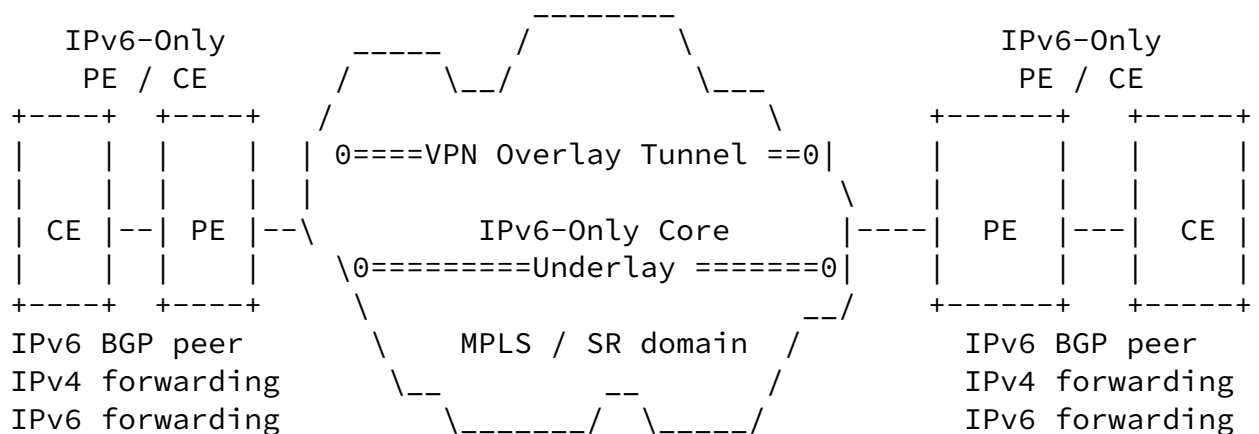 IPv6-Only IPv6-Only
PE / CE PE / CE
0====VPN Overlay Tunnel ==0
CE PE IPv6-Only Core PE CE
0=========Underlay =======0
IPv6 BGP peer MPLS / SR domain IPv6 BGP peer
IPv4 forwarding IPv4 forwarding
IPv6 forwarding IPv6 forwarding